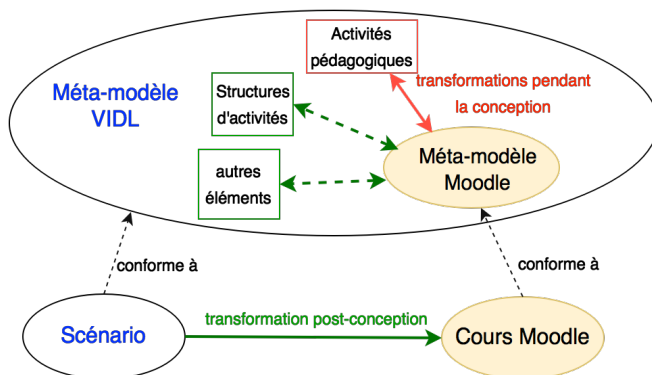 Activités
pédagogiques
transformations pendant
la conception
Méta-modèle
VIDL
Structures
d'activités
autres
éléments
Méta-modèle
Moodle
conforme à
conforme à
Scénario
transformation post-conception
Cours Moodle